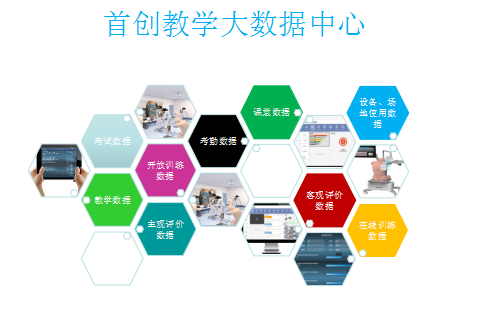 首创教学大数据中心
考试数据
开放训练
数据
考勤数据
课堂数据
设备、场
地使用数
据
教学数据
主观评价
数据
客观评价
数据
在线训练
数据